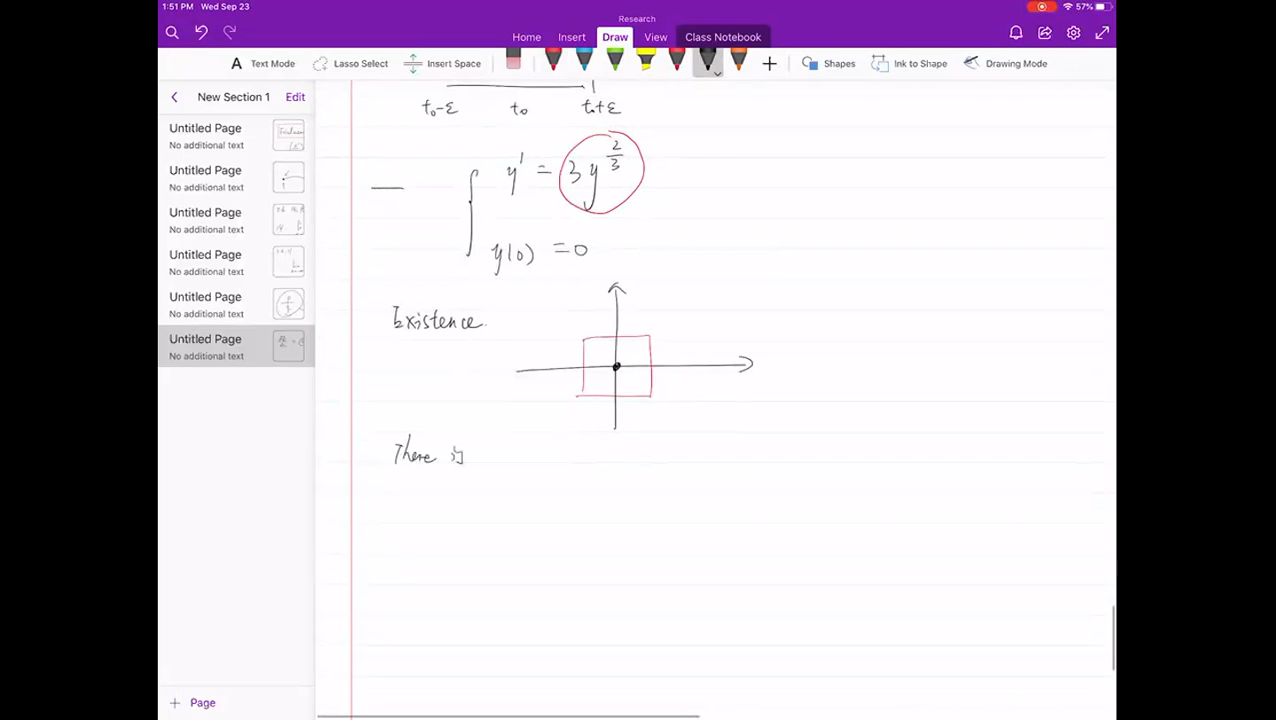 1:51 PM Wed Sep 23
Research
57%
Home Insert Draw View Class Notebook
Text Mode Lasso Select Insert Space Shapes Ink to Shape Drawing Mode
New Section 1 Edit
Untitled Page
No additional text
Untitled Page
No additional text
Untitled Page
No additional text
Untitled Page
No additional text
Untitled Page
No additional text
Untitled Page
No additional text
Page
t₀-ε t₀ t₀+ε
y' = 3y^{2/3}
y(0) = 0
Existence.
There is